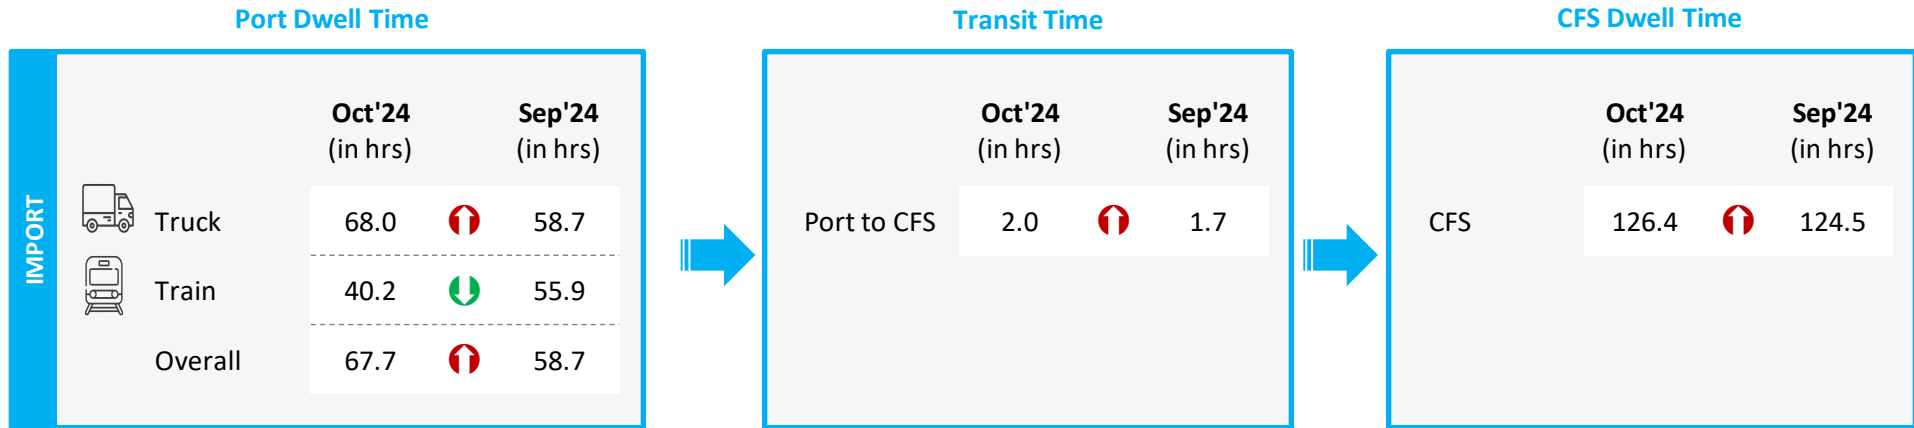 Port Dwell Time
Transit Time
CFS Dwell Time
IMPORT
Oct'24 Sep'24
(in hrs) (in hrs)
Truck 68.0 58.7
Train 40.2 55.9
Overall 67.7 58.7
Oct'24 Sep'24
(in hrs) (in hrs)
Port to CFS 2.0 1.7
Oct'24 Sep'24
(in hrs) (in hrs)
CFS 126.4 124.5